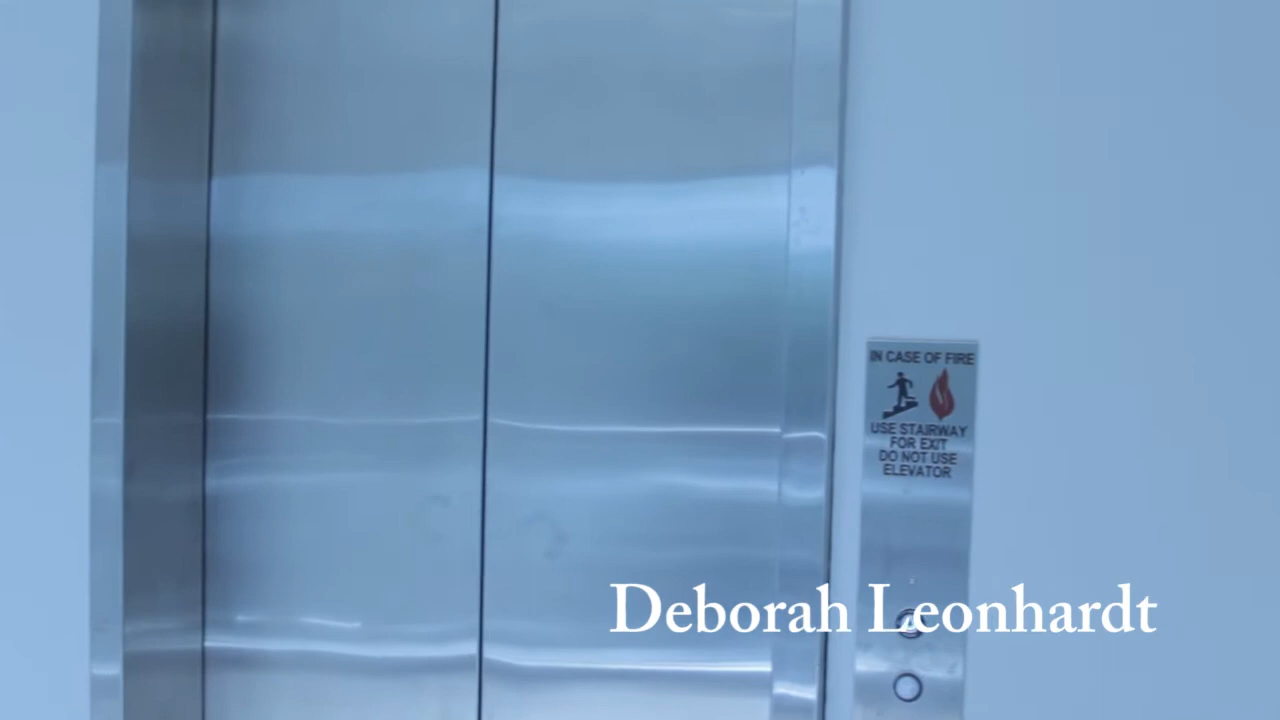 IN CASE OF FIRE
USE STAIRWAY
FOR EXIT
DO NOT USE
ELEVATOR
Deborah Leonhardt